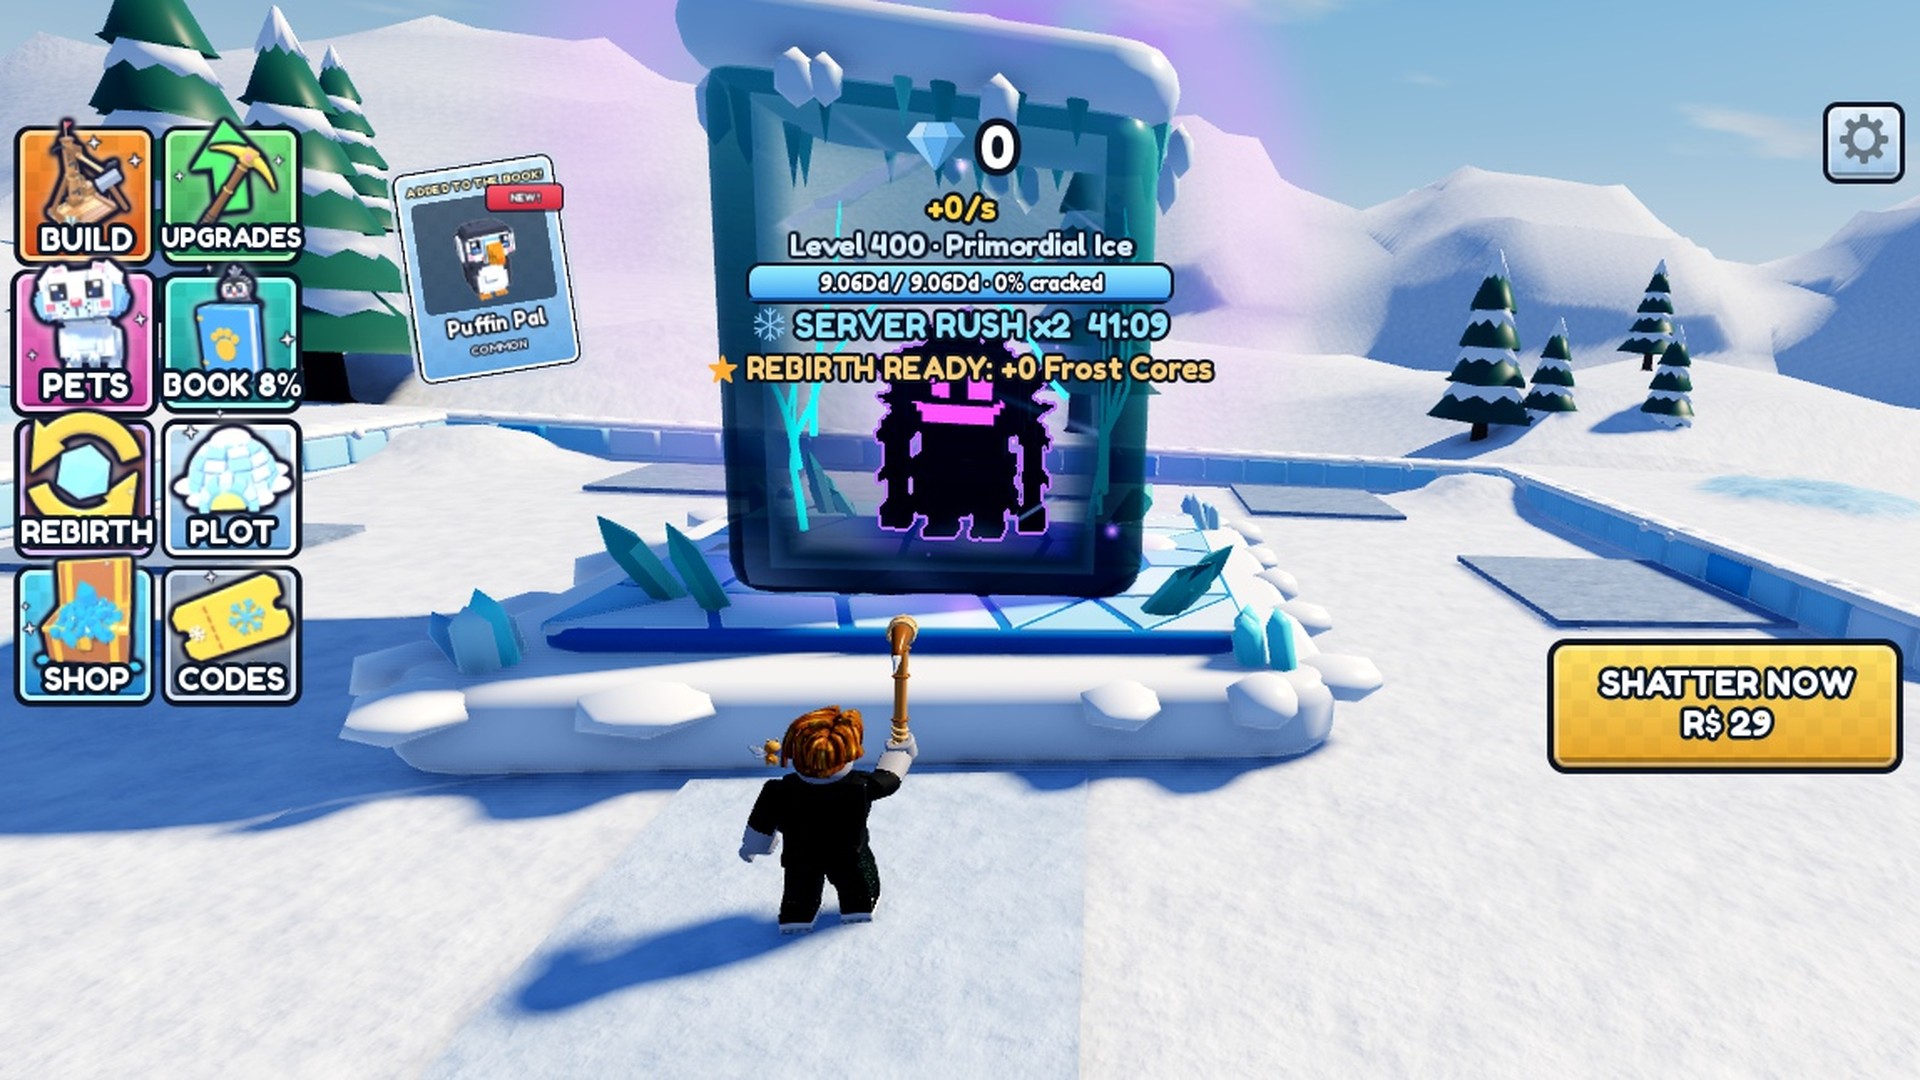 BUILD
UPGRADES
PETS
BOOK 8%
REBIRTH
PLOT
SHOP
CODES
ADDED TO THE BOOK!
NEW!
Puffin Pal
COMMON
0
+0/s
Level 400 · Primordial Ice
9.06Dd / 9.06Dd · 0% cracked
SERVER RUSH x2 41:09
REBIRTH READY: +0 Frost Cores
SHATTER NOW
R$ 29